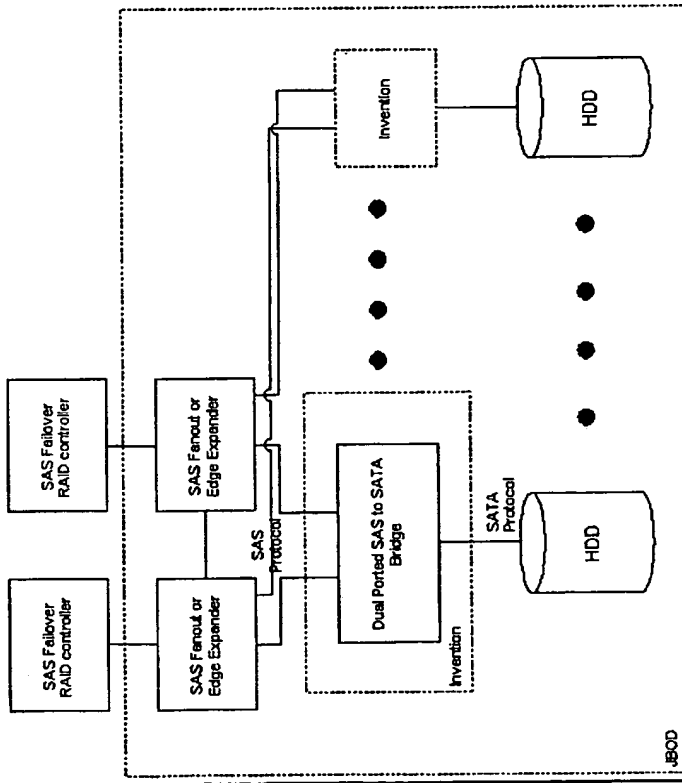 SAS Failover
RAID controller
SAS Failover
RAID controller
SAS Fanout or
Edge Expander
SAS Fanout or
Edge Expander
SAS
Protocol
Dual Ported SAS to SATA
Bridge
Invention
Invention
SATA
Protocol
HDD
HDD
JBOD